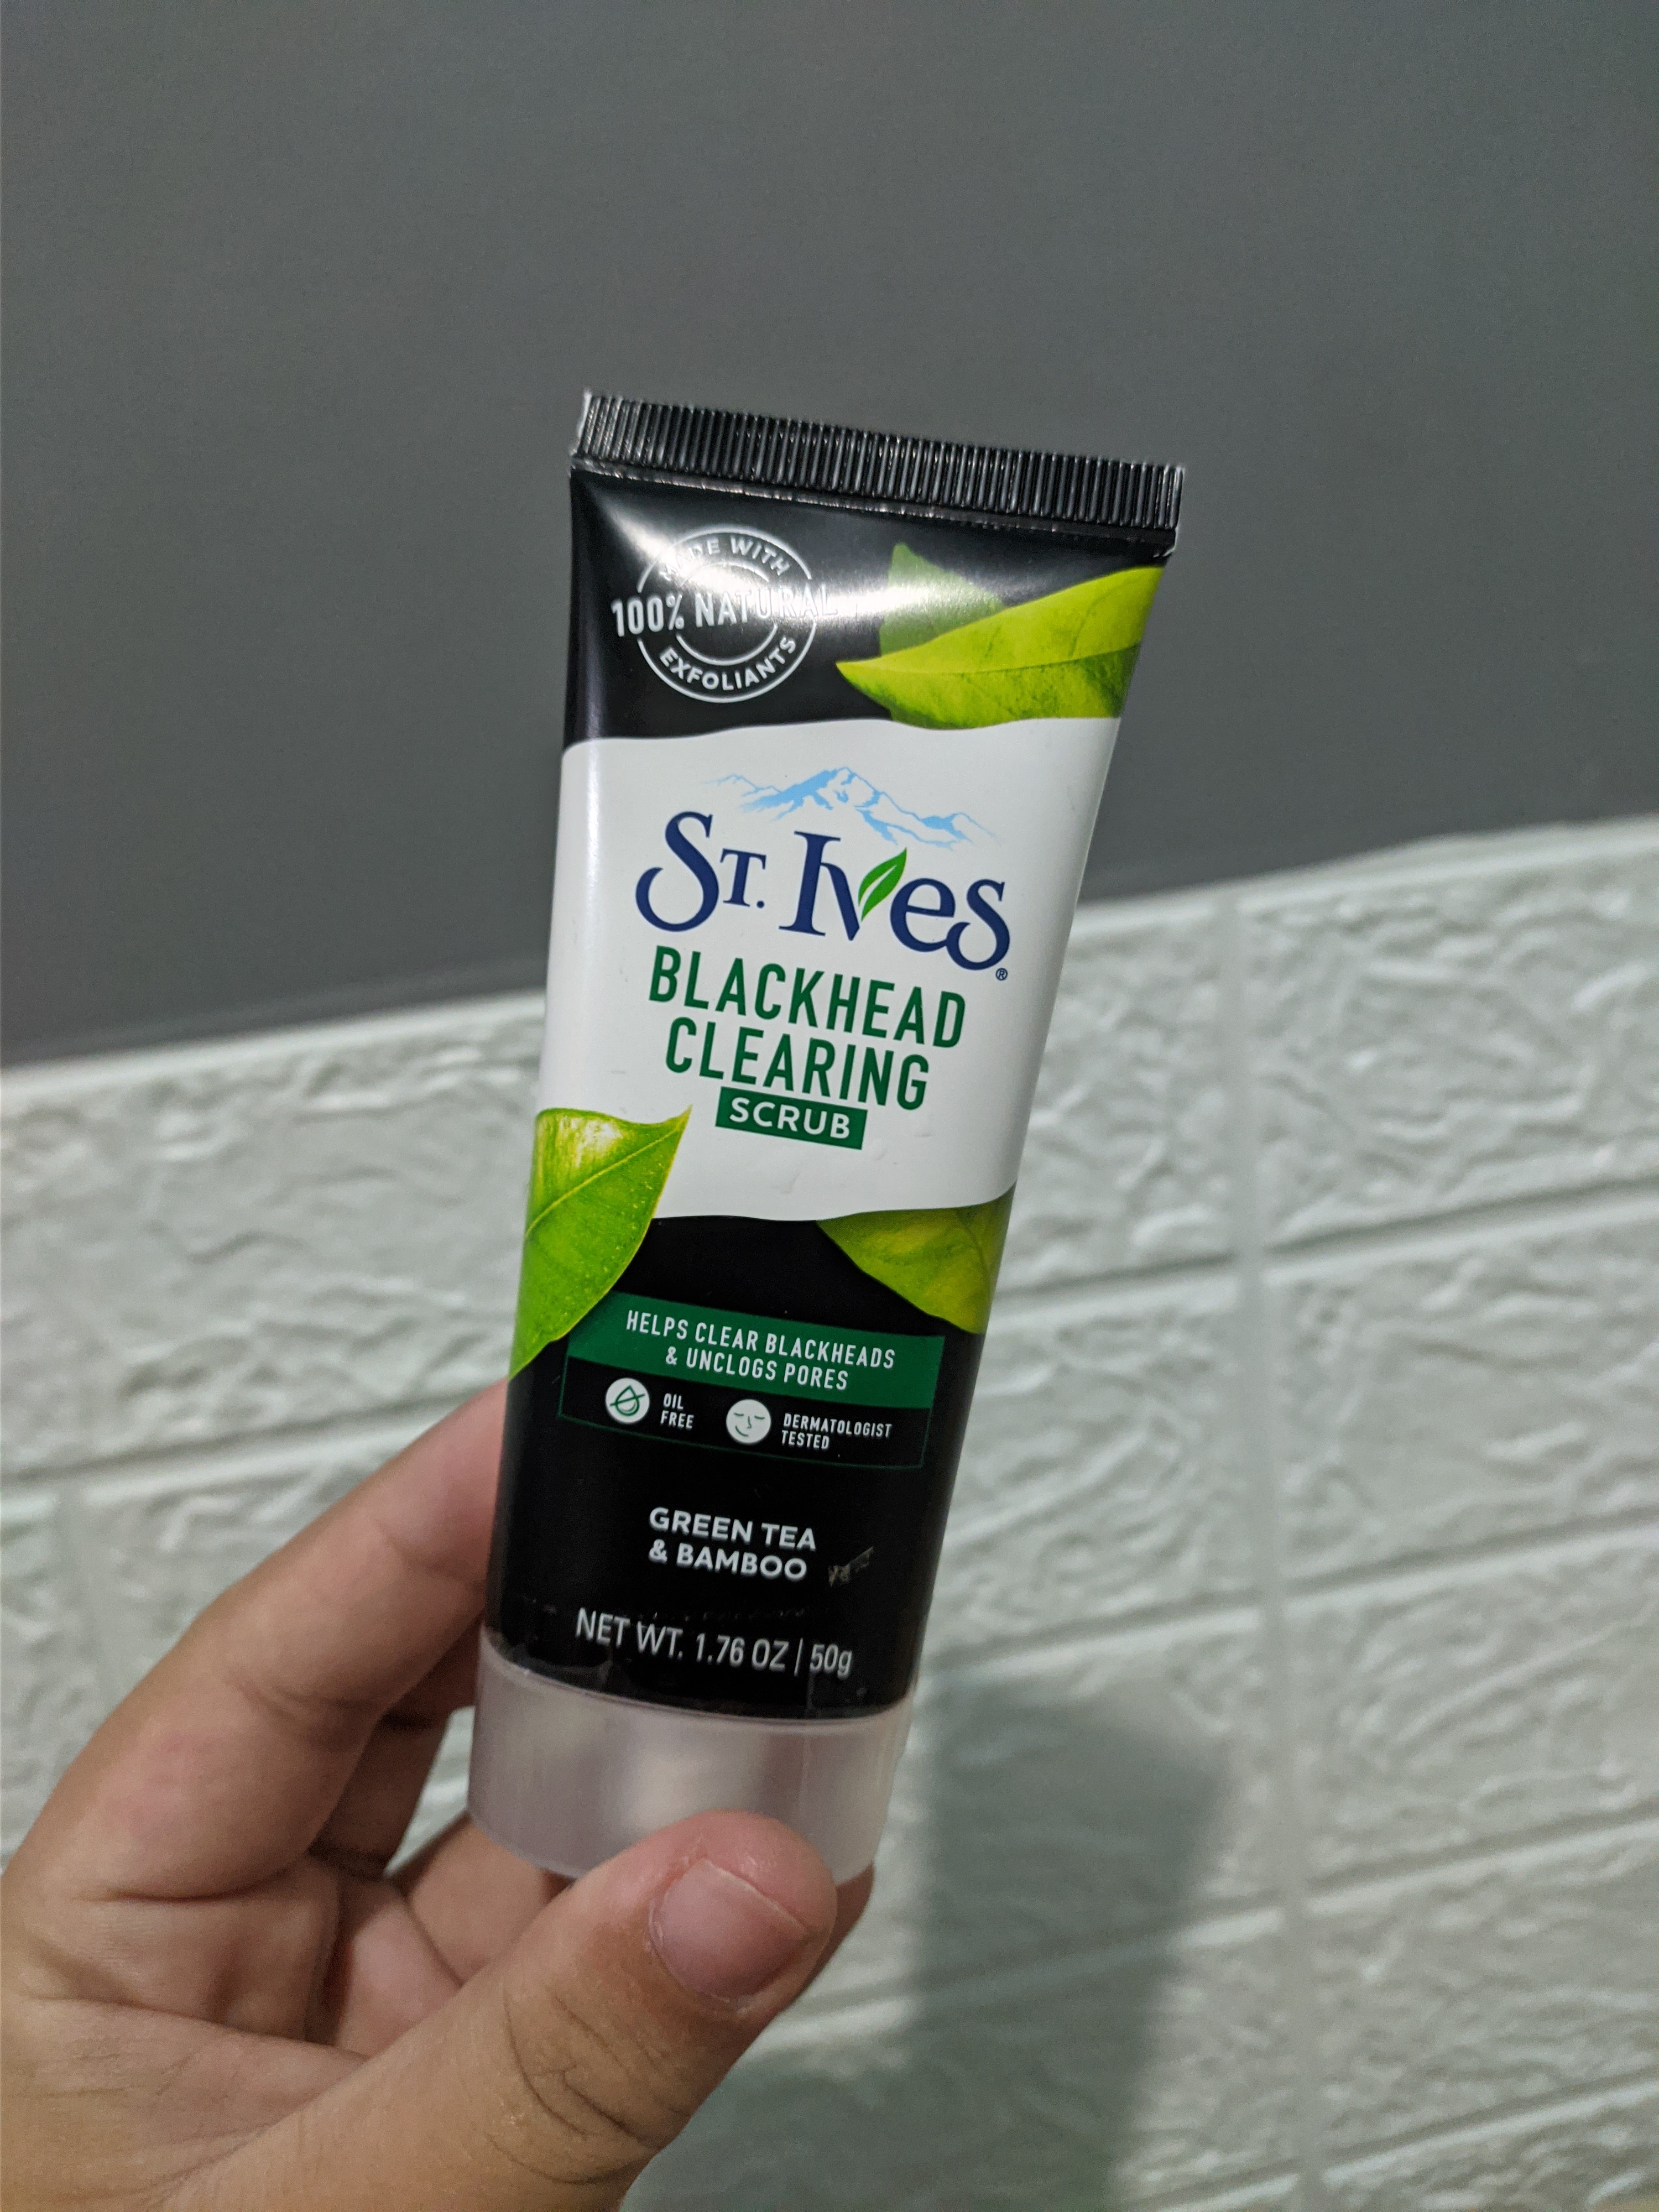 MADE WITH
100% NATURAL
EXFOLIANTS
ST. IVES®
BLACKHEAD
CLEARING
SCRUB
HELPS CLEAR BLACKHEADS
& UNCLOGS PORES
OIL
FREE
DERMATOLOGIST
TESTED
GREEN TEA
& BAMBOO
NET WT. 1.76 OZ | 50g